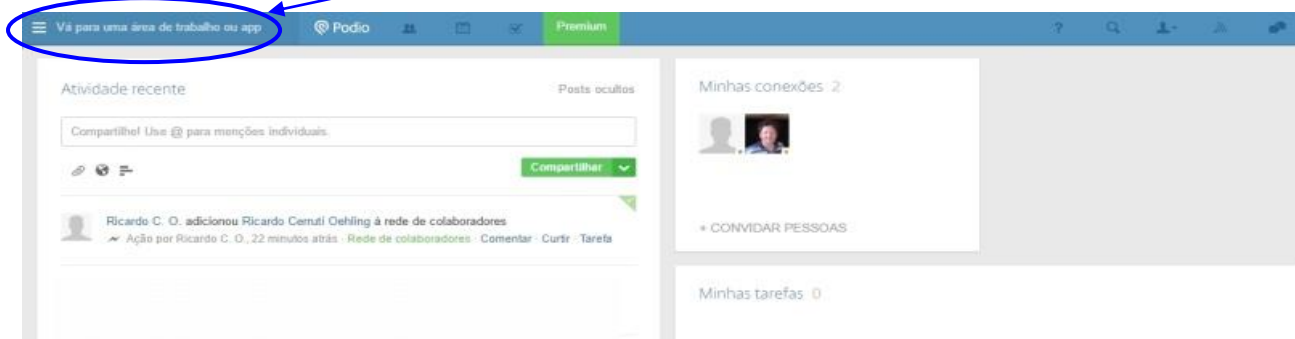 Vá para uma área de trabalho ou app
Podio
Premium
?
Atividade recente
Posts ocultos
Compartilhe! Use @ para menções individuais.
Compartilhar
Ricardo C. O. adicionou Ricardo Cerruti Oehling à rede de colaboradores
Ação por Ricardo C. O., 22 minutos atrás · Rede de colaboradores · Comentar · Curtir · Tarefa
Minhas conexões 2
+ CONVIDAR PESSOAS
Minhas tarefas 0